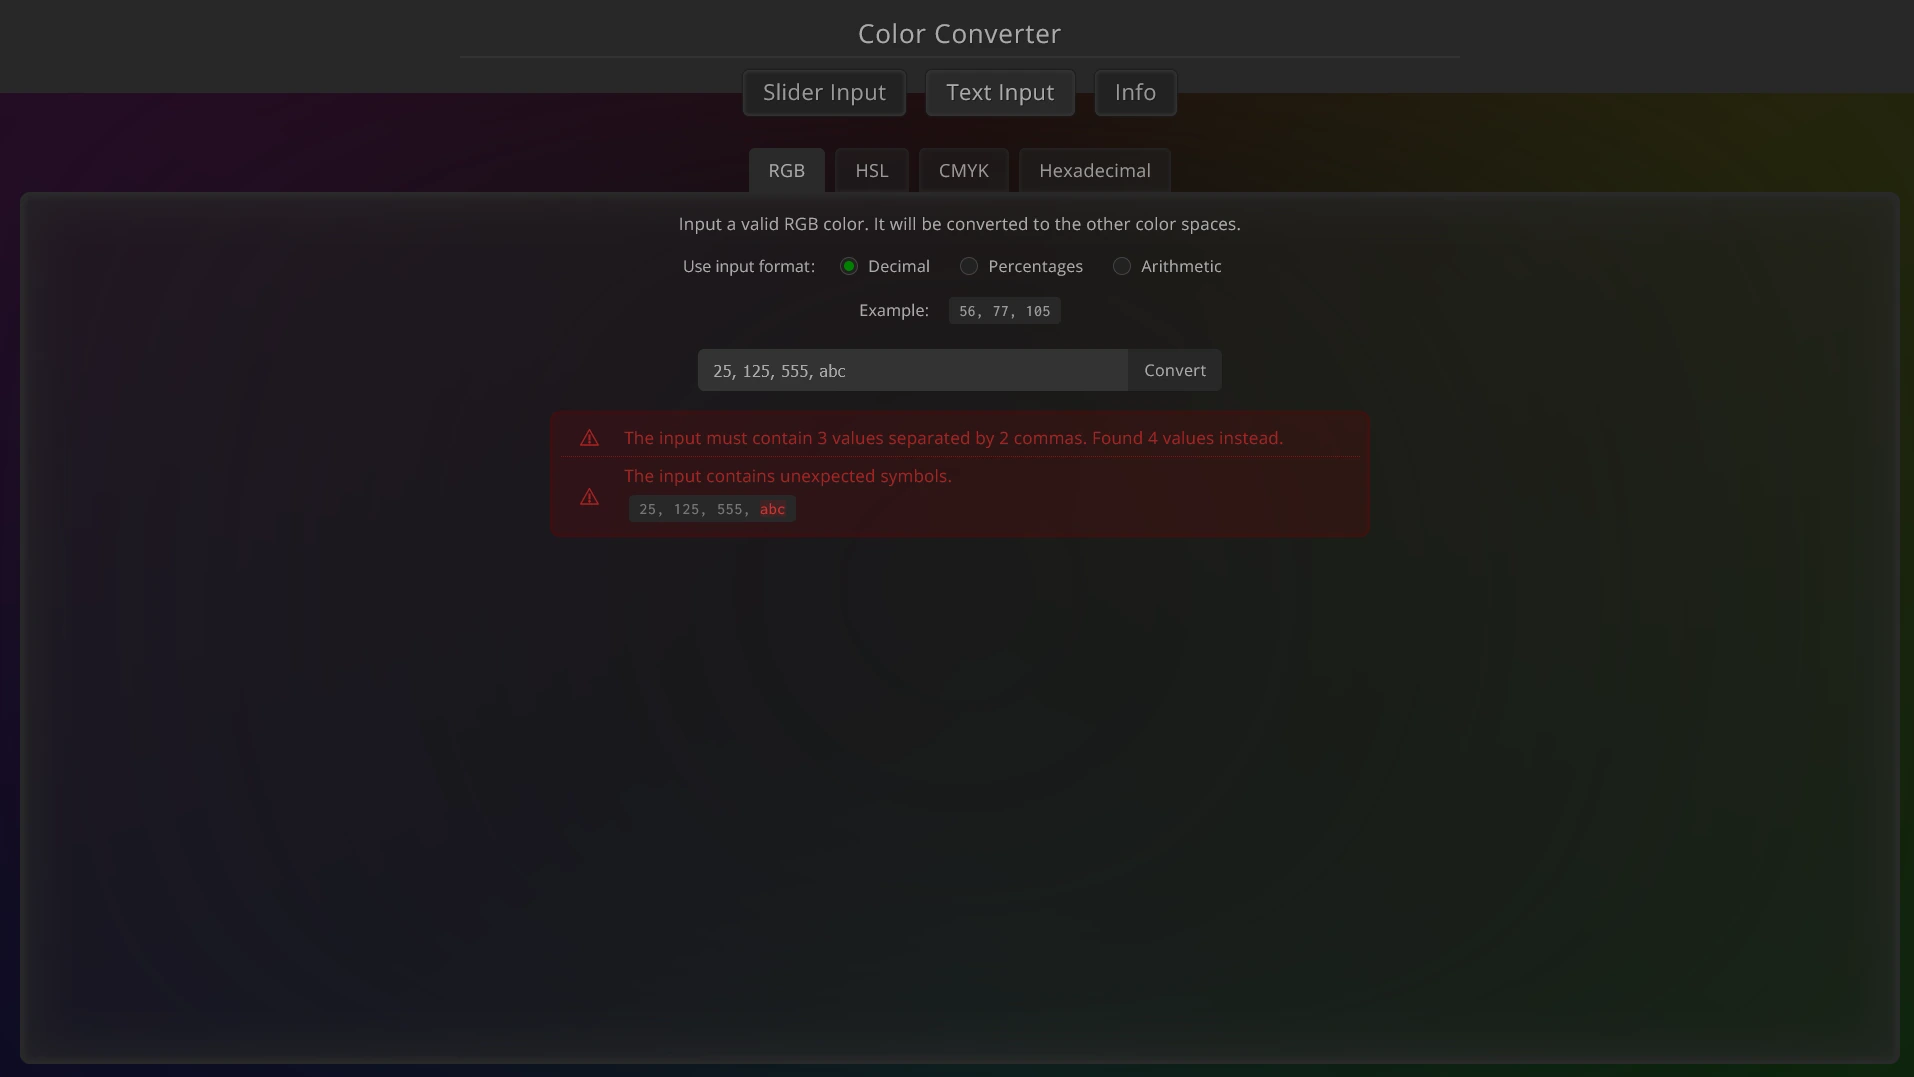 Color Converter
Slider Input Text Input Info
RGB HSL CMYK Hexadecimal
Input a valid RGB color. It will be converted to the other color spaces.
Use input format: Decimal Percentages Arithmetic
Example: 56, 77, 105
25, 125, 555, abc Convert
The input must contain 3 values separated by 2 commas. Found 4 values instead.
The input contains unexpected symbols.
25, 125, 555, abc